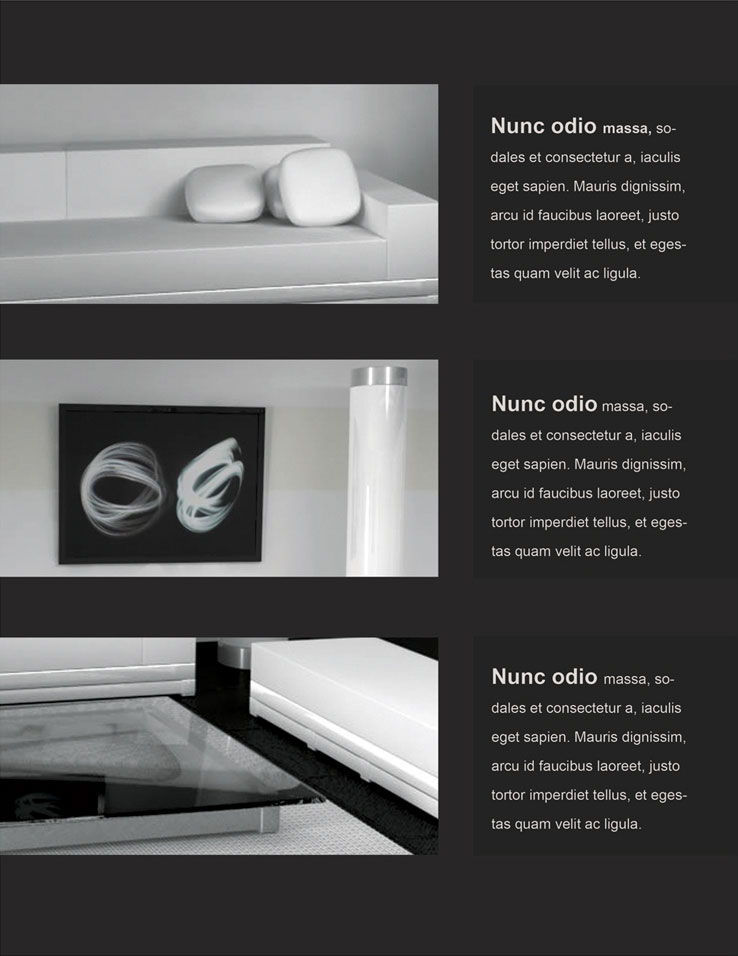 Nunc odio massa, so-
dales et consectetur a, iaculis
eget sapien. Mauris dignissim,
arcu id faucibus laoreet, justo
tortor imperdiet tellus, et eges-
tas quam velit ac ligula.
Nunc odio massa, so-
dales et consectetur a, iaculis
eget sapien. Mauris dignissim,
arcu id faucibus laoreet, justo
tortor imperdiet tellus, et eges-
tas quam velit ac ligula.
Nunc odio massa, so-
dales et consectetur a, iaculis
eget sapien. Mauris dignissim,
arcu id faucibus laoreet, justo
tortor imperdiet tellus, et eges-
tas quam velit ac ligula.